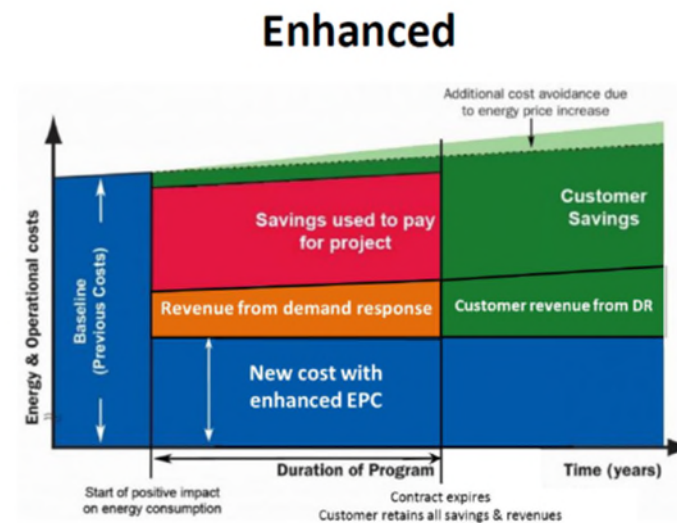 Enhanced
Additional cost avoidance due
to energy price increase
Energy & Operational costs
Baseline
(Previous Costs)
Savings used to pay
for project
Customer
Savings
Revenue from demand response
Customer revenue from DR
New cost with
enhanced EPC
Duration of Program
Time (years)
Start of positive impact
on energy consumption
Contract expires
Customer retains all savings & revenues